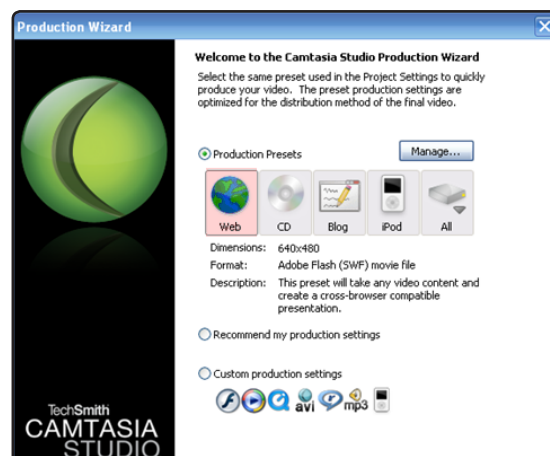 Production Wizard
Welcome to the Camtasia Studio Production Wizard
Select the same preset used in the Project Settings to quickly
produce your video. The preset production settings are
optimized for the distribution method of the final video.
Production Presets
Manage...
Web
CD
Blog
iPod
All
Dimensions: 640x480
Format: Adobe Flash (SWF) movie file
Description: This preset will take any video content and
create a cross-browser compatible
presentation.
Recommend my production settings
Custom production settings
avi
mp3
TechSmith
CAMTASIA
STUDIO